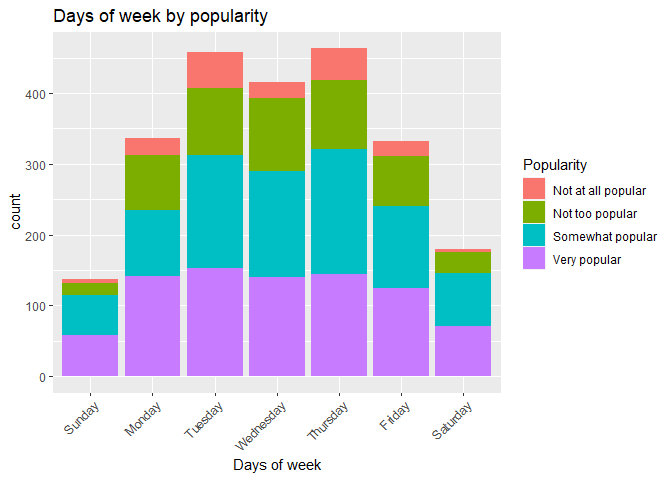 Days of week by popularity
count
400
300
200
100
0
Sunday
Monday
Tuesday
Wednesday
Thursday
Friday
Saturday
Days of week
Popularity
Not at all popular
Not too popular
Somewhat popular
Very popular